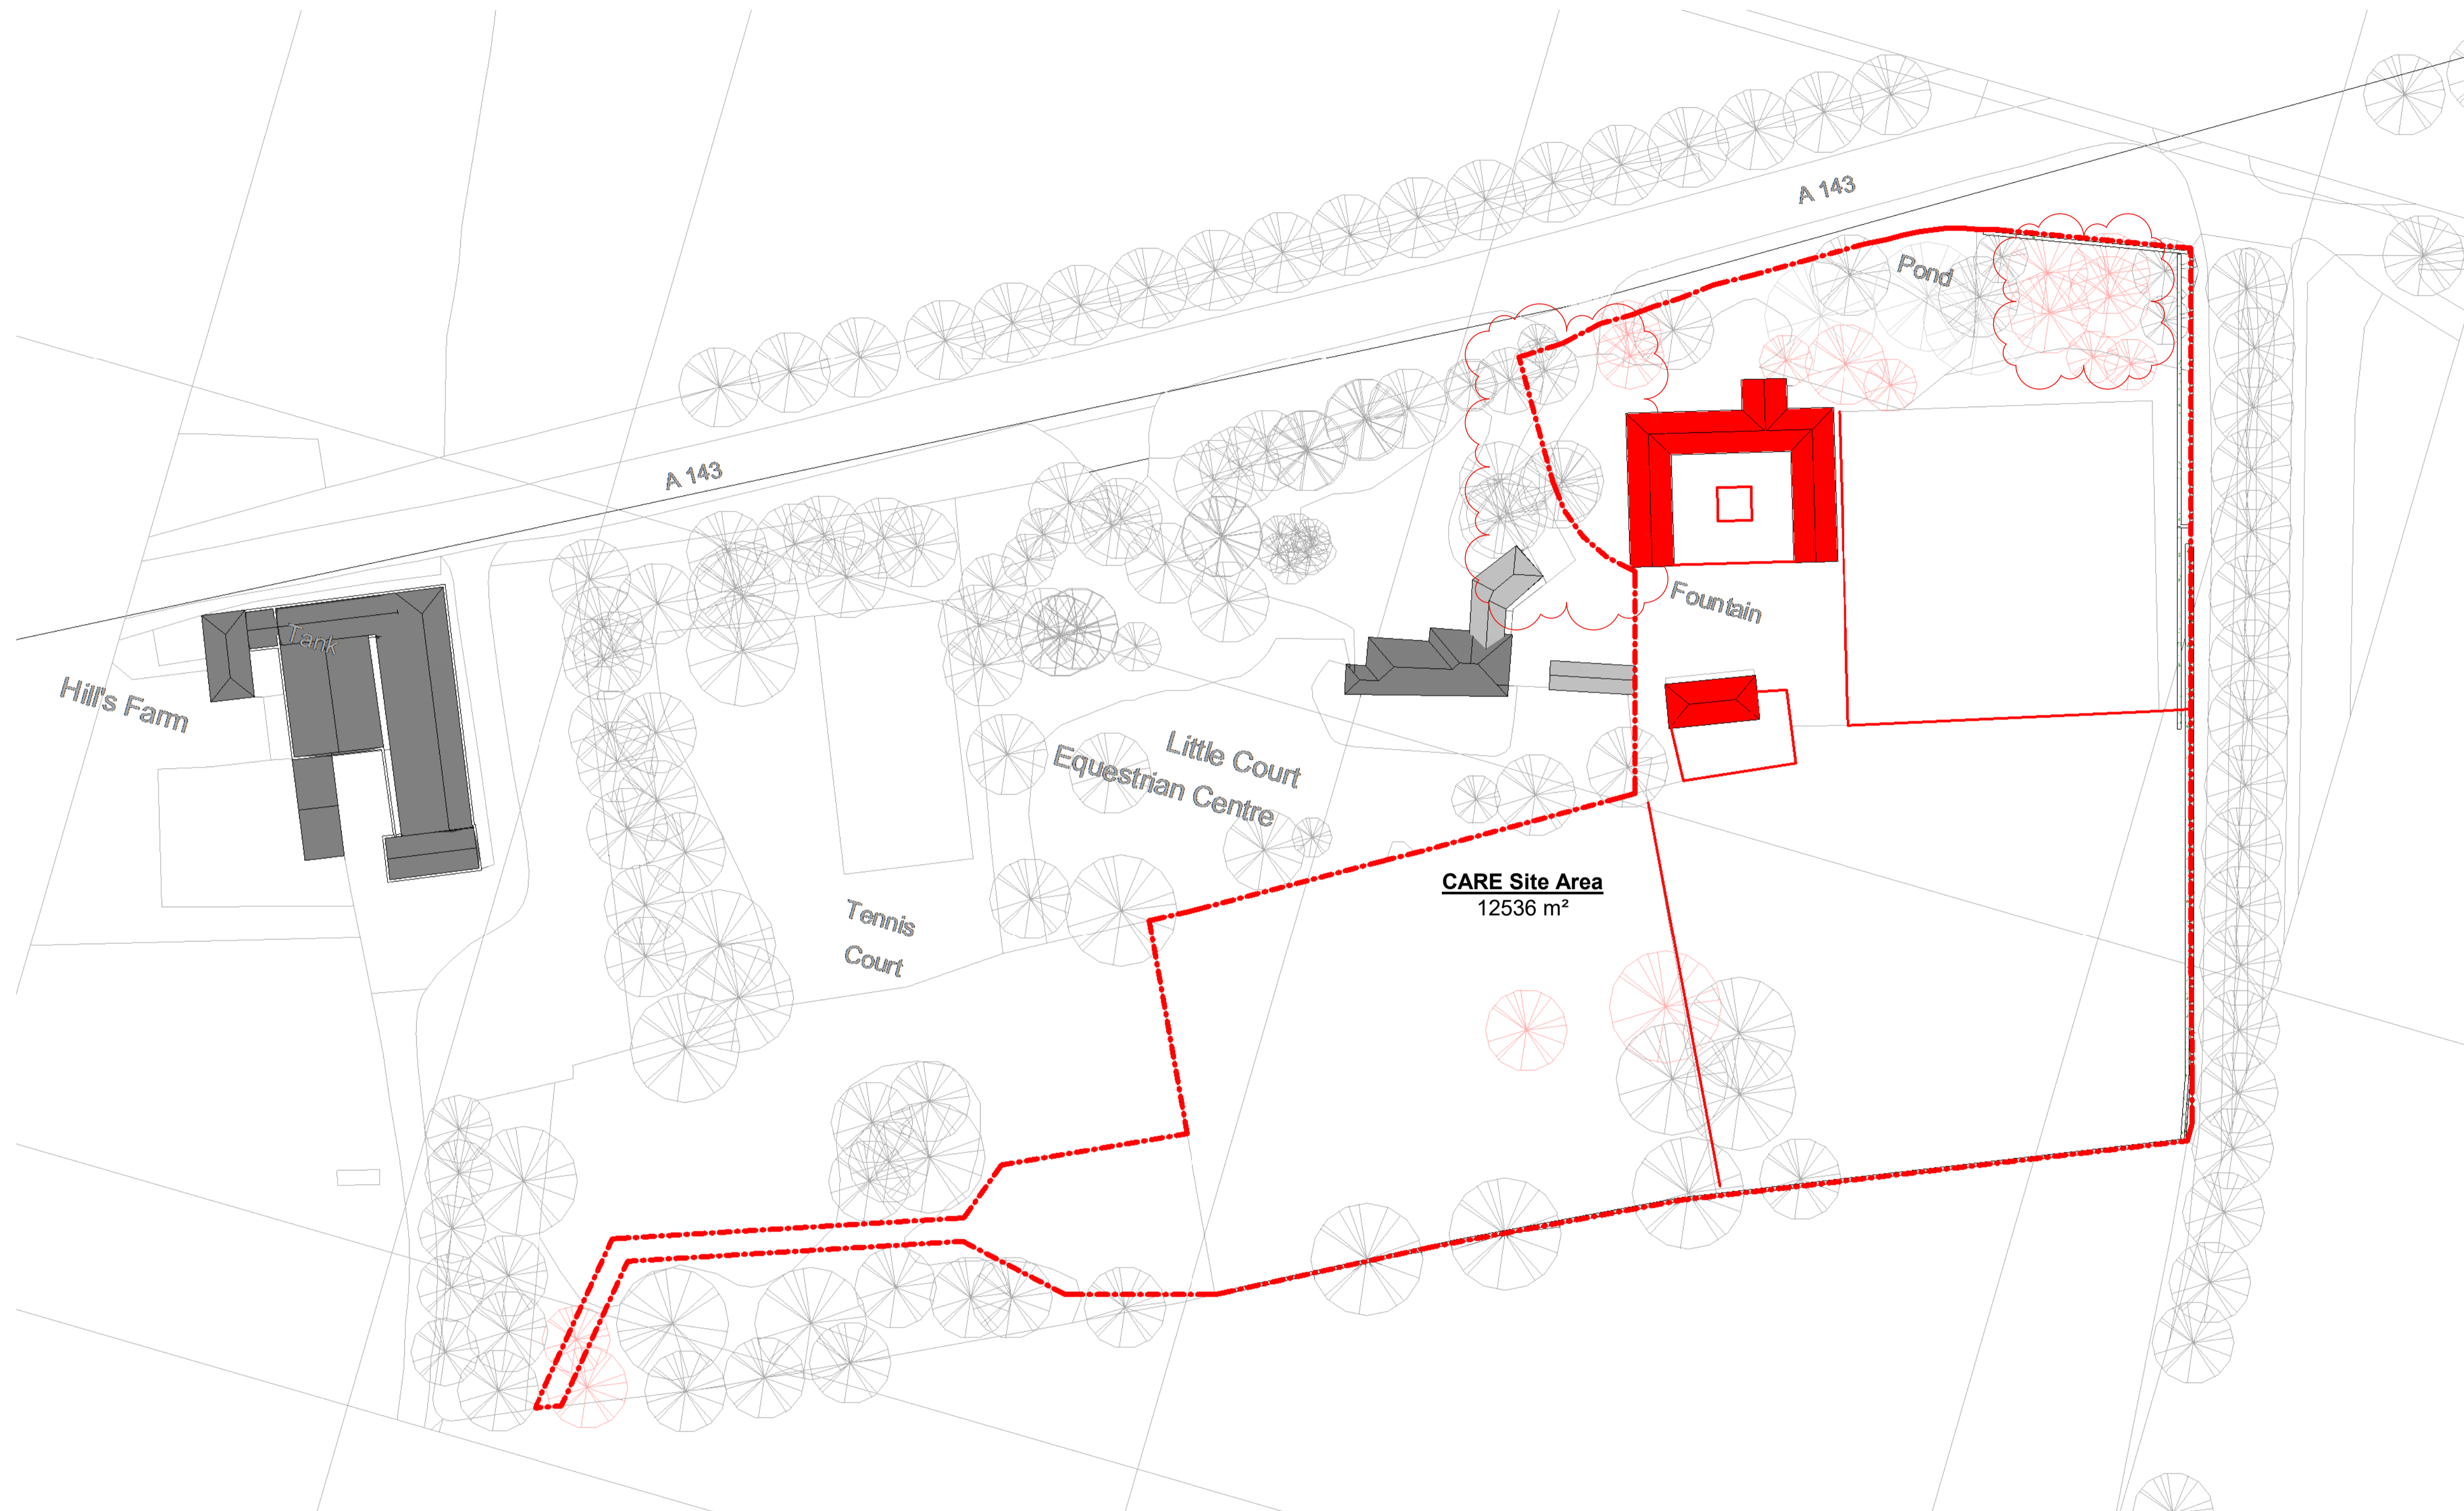 A 143
Pond
A 143
Fountain
Tank
Hill's Farm
Little Court
Equestrian Centre
CARE Site Area
12536 m²
Tennis
Court